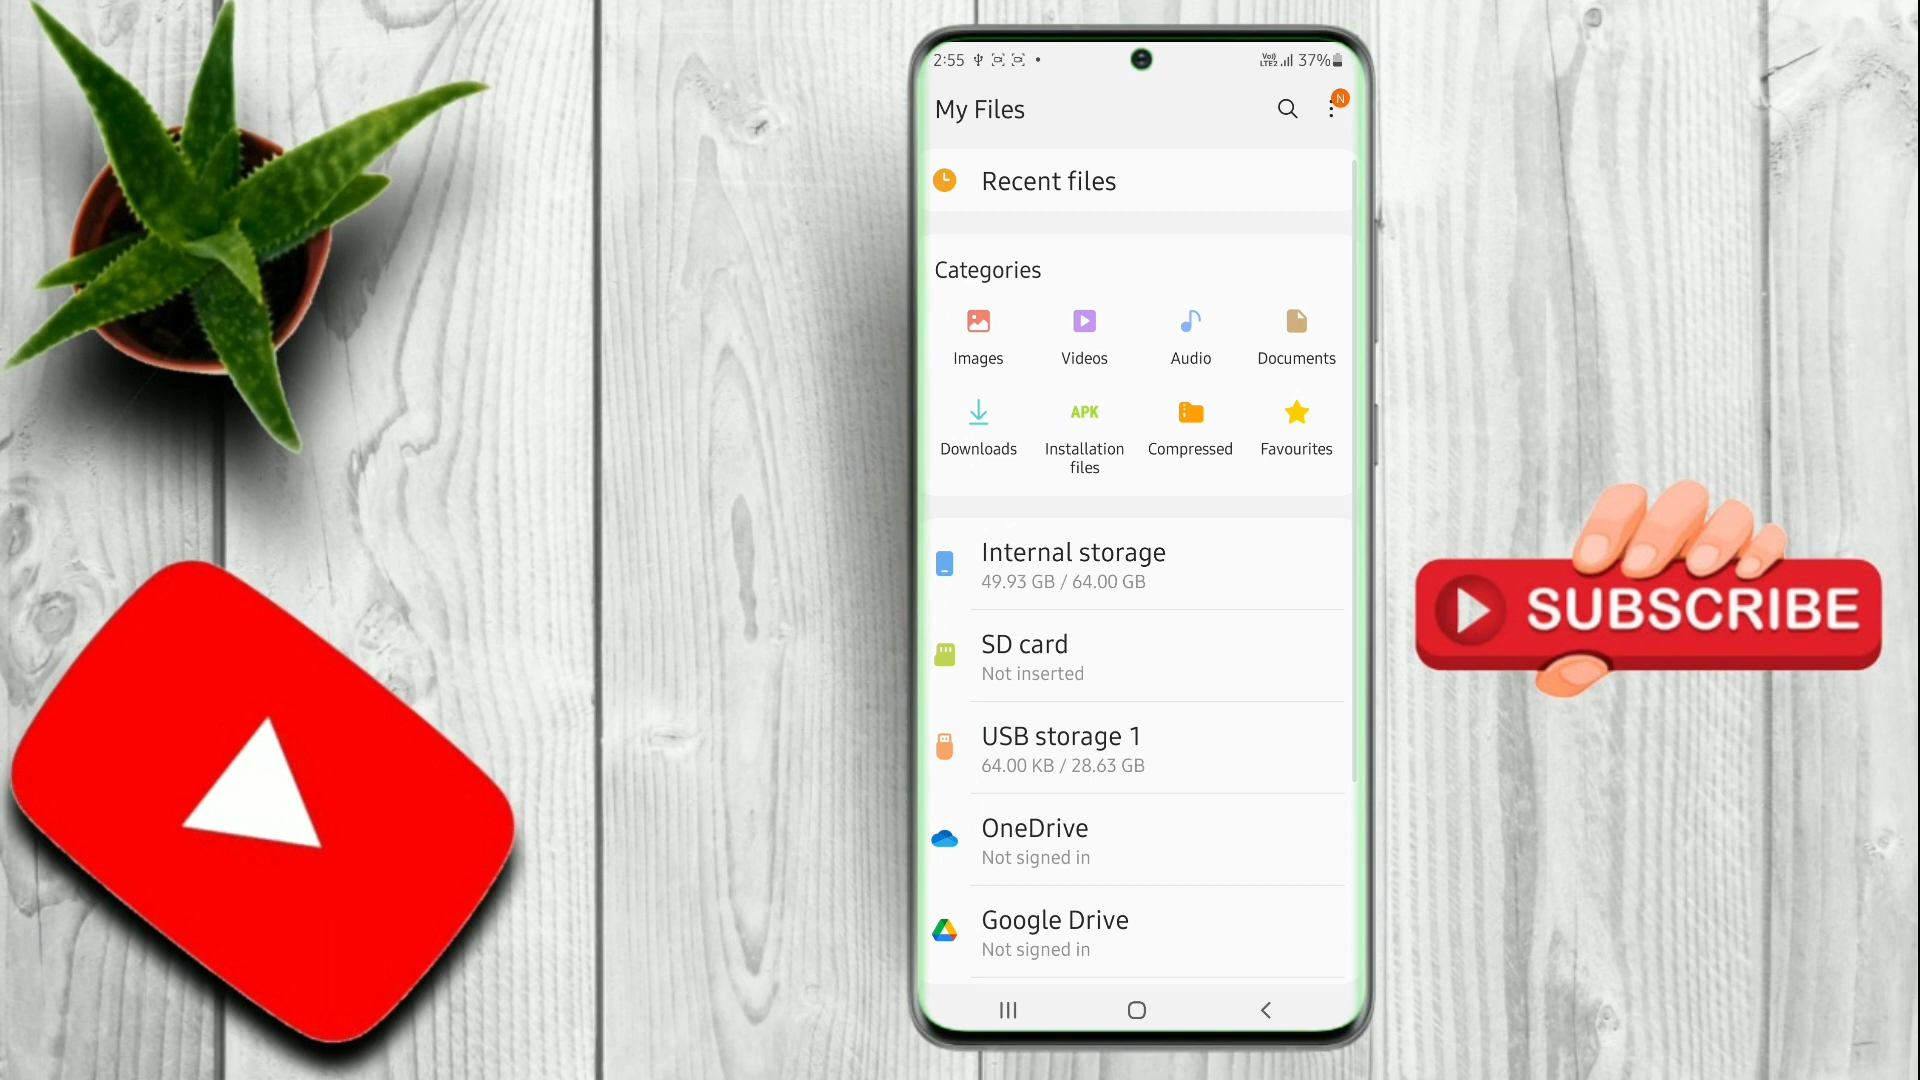 2:55
VoLTE2 37%
My Files
N
Recent files
Categories
Images Videos Audio Documents
APK
Downloads Installation files Compressed Favourites
Internal storage
49.93 GB / 64.00 GB
SD card
Not inserted
USB storage 1
64.00 KB / 28.63 GB
OneDrive
Not signed in
Google Drive
Not signed in
SUBSCRIBE